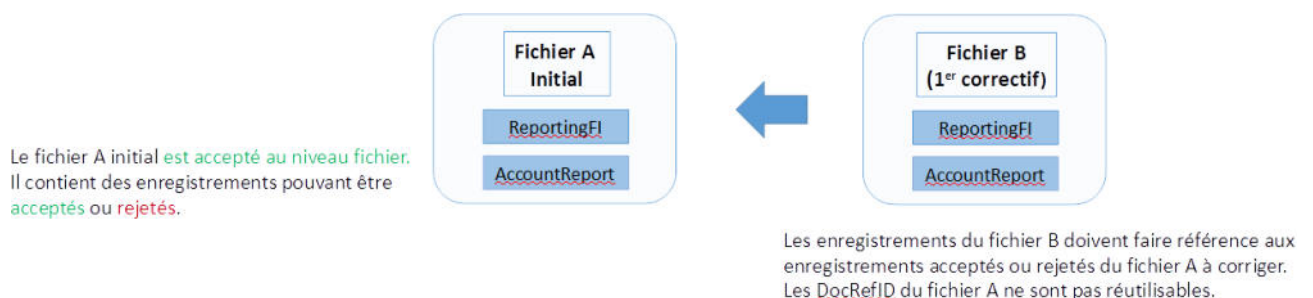 Fichier A
Initial
ReportingFI
AccountReport
Le fichier A initial est accepté au niveau fichier.
Il contient des enregistrements pouvant être
acceptés ou rejetés.
Fichier B
(1er correctif)
ReportingFI
AccountReport
Les enregistrements du fichier B doivent faire référence aux
enregistrements acceptés ou rejetés du fichier A à corriger.
Les DocRefID du fichier A ne sont pas réutilisables.